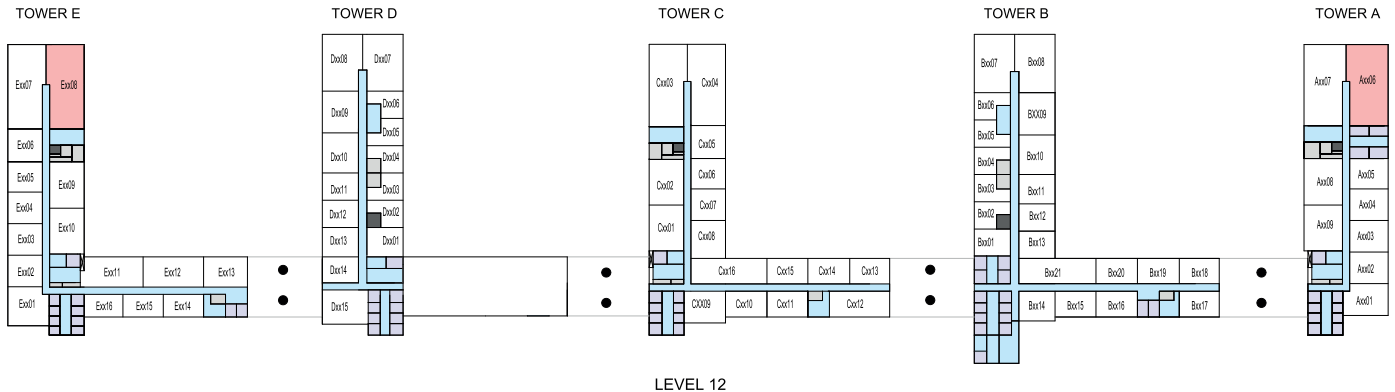 TOWER E
TOWER D
TOWER C
TOWER B
TOWER A
Exx07
Exx08
Exx06
Exx05
Exx09
Exx04
Exx10
Exx03
Exx02
Exx11
Exx12
Exx13
Exx01
Exx16
Exx15
Exx14
Dxx08
Dxx07
Dxx09
Dxx06
Dxx05
Dxx10
Dxx04
Dxx11
Dxx03
Dxx12
Dxx02
Dxx13
Dxx01
Dxx14
Dxx15
Cxx03
Cxx04
Cxx05
Cxx06
Cxx02
Cxx07
Cxx01
Cxx08
Cxx16
Cxx15
Cxx14
Cxx13
CXX09
Cxx10
Cxx11
Cxx12
Bxx07
Bxx08
Bxx06
BXX09
Bxx05
Bxx10
Bxx04
Bxx03
Bxx11
Bxx02
Bxx12
Bxx01
Bxx13
Bxx21
Bxx20
Bxx19
Bxx18
Bxx14
Bxx15
Bxx16
Bxx17
Axx07
Axx06
Axx05
Axx08
Axx04
Axx09
Axx03
Axx02
Axx01
LEVEL 12